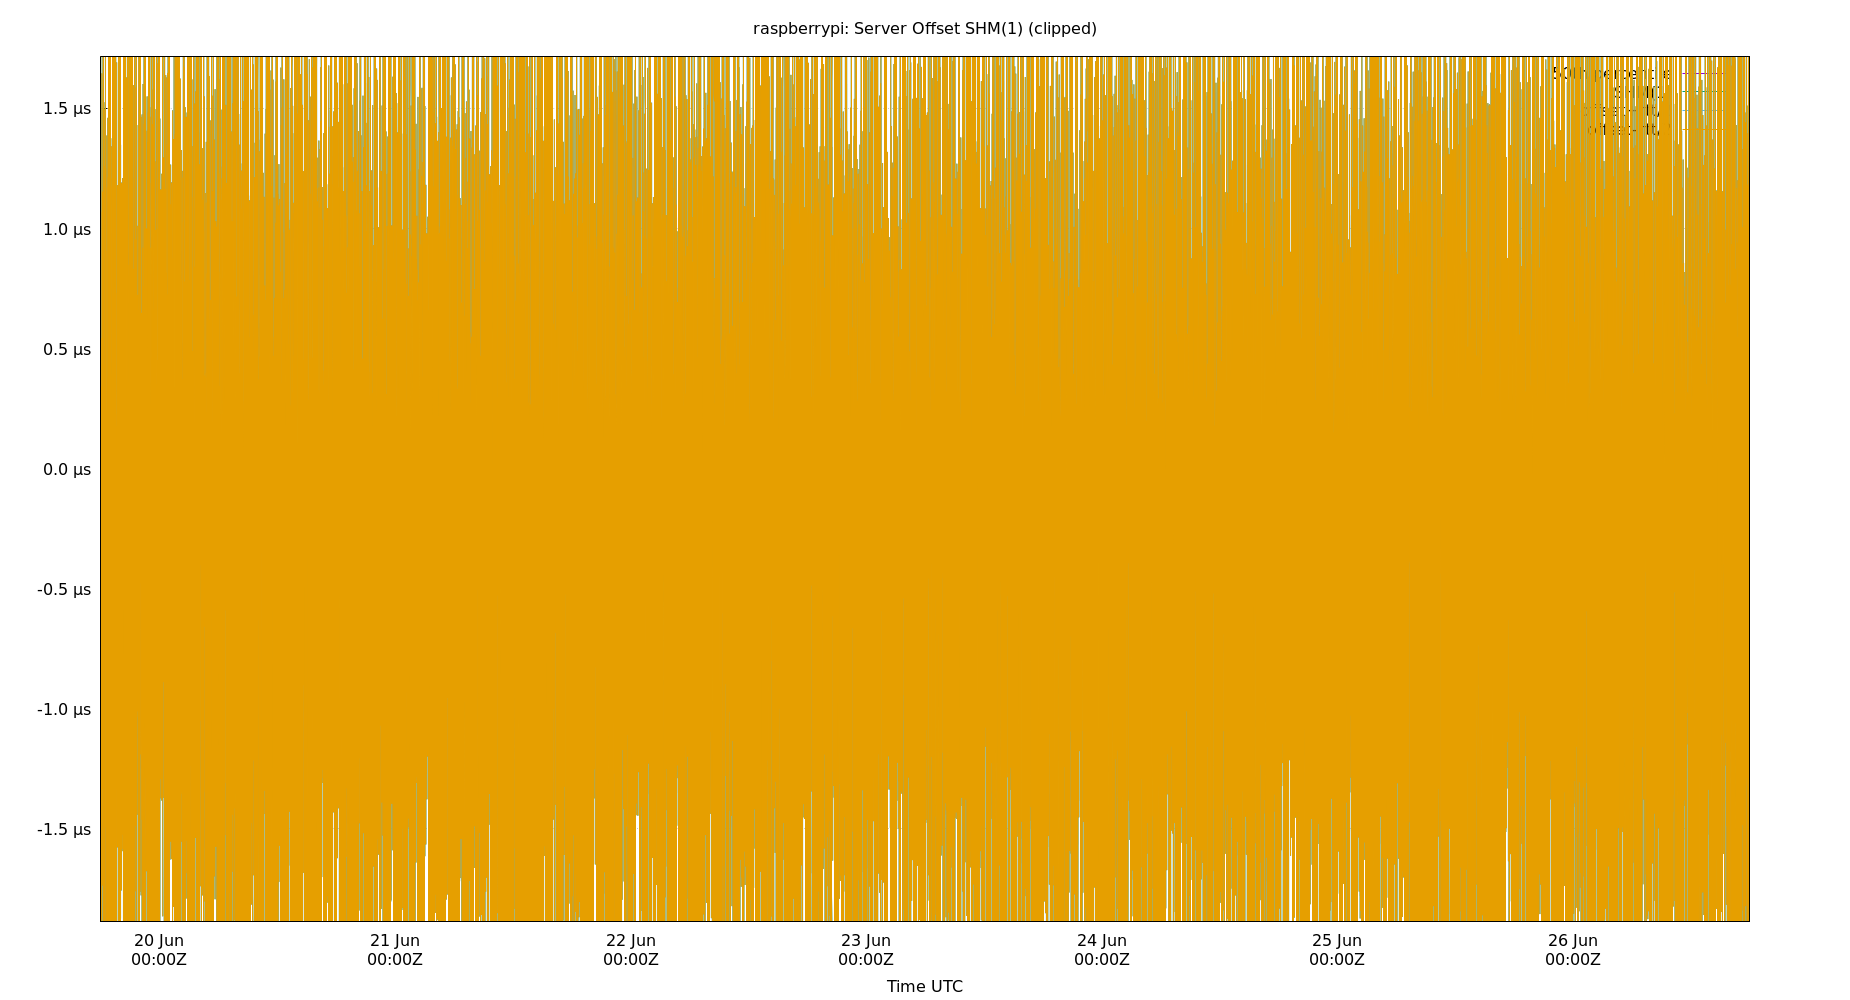 raspberrypi: Server Offset SHM(1) (clipped)
1.5 µs
1.0 µs
0.5 µs
0.0 µs
-0.5 µs
-1.0 µs
-1.5 µs
20 Jun 21 Jun 22 Jun 23 Jun 24 Jun 25 Jun 26 Jun
00:00Z 00:00Z 00:00Z 00:00Z 00:00Z 00:00Z 00:00Z
Time UTC